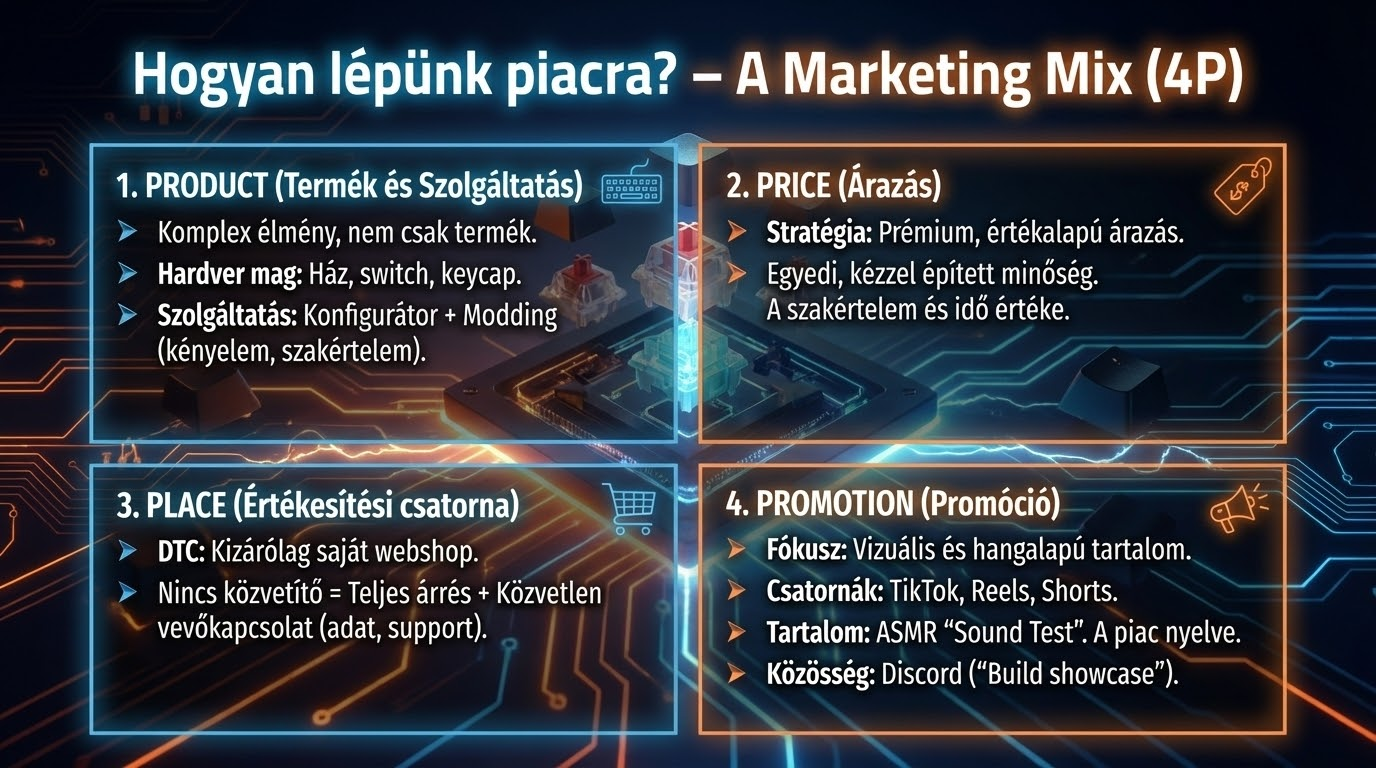 Hogyan lépünk piacra? – A Marketing Mix (4P)
1. PRODUCT (Termék és Szolgáltatás)
Komplex élmény, nem csak termék.
Hardver mag: Ház, switch, keycap.
Szolgáltatás: Konfigurátor + Modding
(kényelem, szakértelem).
2. PRICE (Árazás)
Stratégia: Prémium, értékalapú árazás.
Egyedi, kézzel épített minőség.
A szakértelem és idő értéke.
3. PLACE (Értékesítési csatorna)
DTC: Kizárólag saját webshop.
Nincs közvetítő = Teljes árrés + Közvetlen
vevőkapcsolat (adat, support).
4. PROMOTION (Promóció)
Fókusz: Vizuális és hangalapú tartalom.
Csatornák: TikTok, Reels, Shorts.
Tartalom: ASMR “Sound Test”. A piac nyelve.
Közösség: Discord (“Build showcase”).